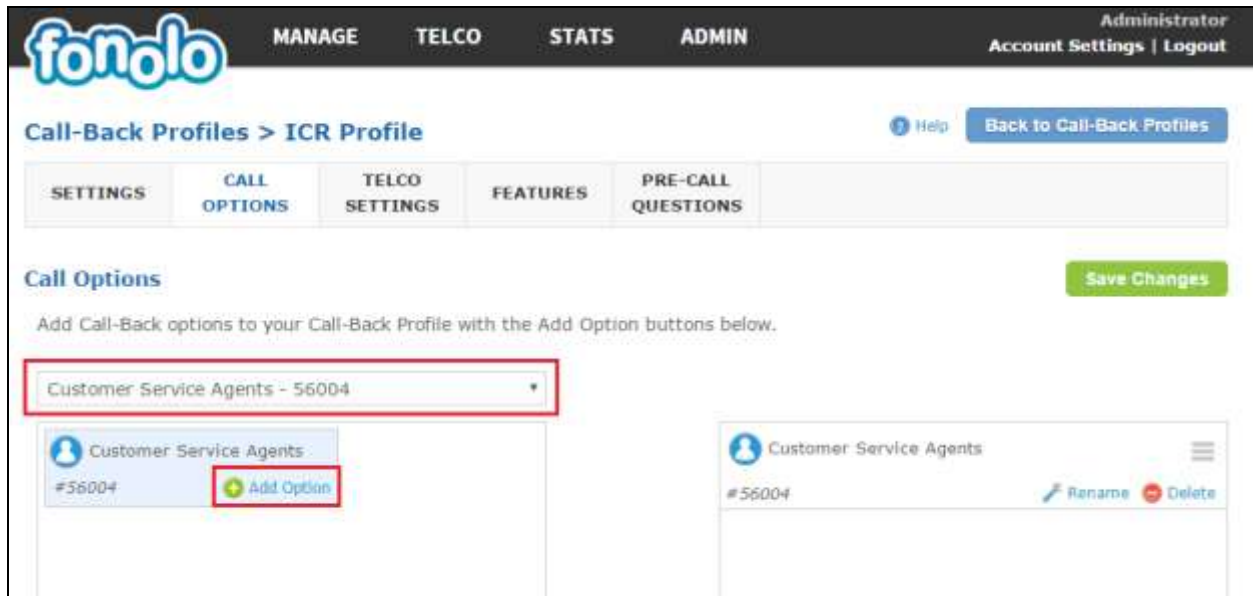 fonolo
MANAGE TELCO STATS ADMIN
Administrator
Account Settings | Logout
Call-Back Profiles > ICR Profile
Help
Back to Call-Back Profiles
SETTINGS
CALL OPTIONS
TELCO SETTINGS
FEATURES
PRE-CALL QUESTIONS
Call Options
Save Changes
Add Call-Back options to your Call-Back Profile with the Add Option buttons below.
Customer Service Agents - 56004
Customer Service Agents
#56004 Add Option
Customer Service Agents
#56004 Rename Delete